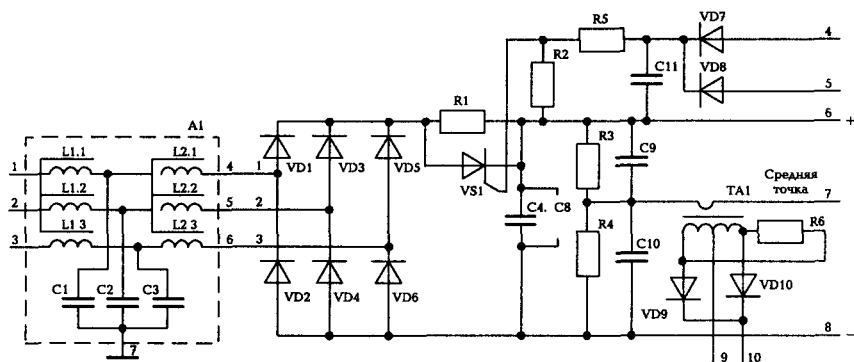 R5
VD7
4
R2
C11
VD8
5
A1
R1
6
+
L1.1
L2.1
VD1
VD3
VD5
R3
C9
1
4
1
VS1
TA1
Средняя
точка
7
L1.2
L2.2
2
5
2
C4. C8
R6
L1 3
L2 3
R4
C10
3
6
3
C1
C2
C3
VD2
VD4
VD6
VD9
VD10
8
−
7
9
10